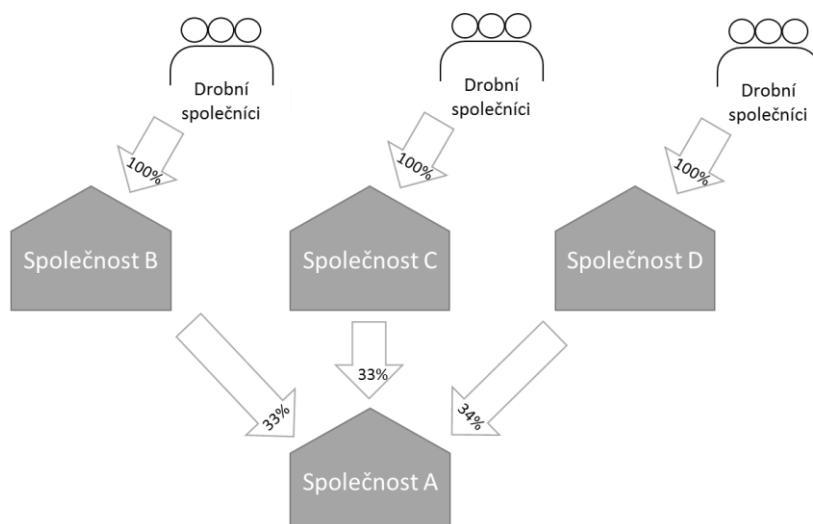 Drobní
společníci
Drobní
společníci
Drobní
společníci
100%
100%
100%
Společnost B
Společnost C
Společnost D
33%
33%
34%
Společnost A